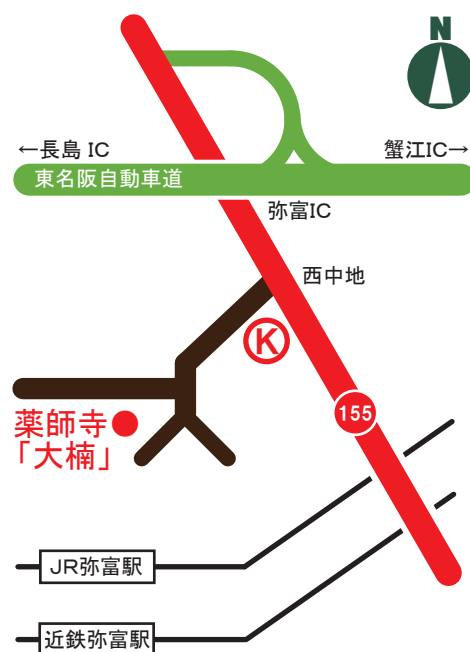 N
←長島 IC
蟹江IC→
東名阪自動車道
弥富IC
西中地
K
155
薬師寺
「大楠」
JR弥富駅
近鉄弥富駅